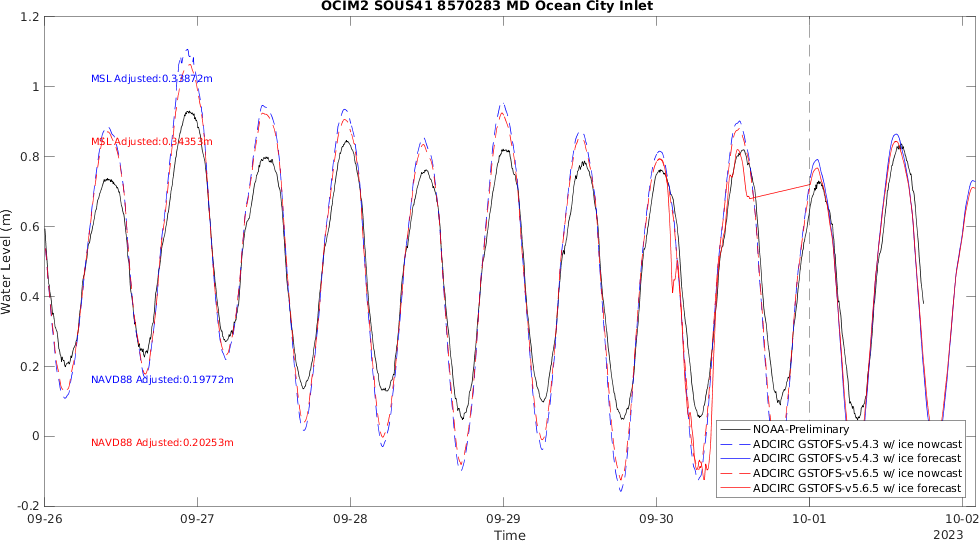 OCIM2 SOUS41 8570283 MD Ocean City Inlet
1.2
1
0.8
0.6
0.4
0.2
0
-0.2
Water Level (m)
MSL Adjusted:0.33872m
MSL Adjusted:0.34353m
NAVD88 Adjusted:0.19772m
NAVD88 Adjusted:0.20253m
NOAA-Preliminary
ADCIRC GSTOFS-v5.4.3 w/ ice nowcast
ADCIRC GSTOFS-v5.4.3 w/ ice forecast
ADCIRC GSTOFS-v5.6.5 w/ ice nowcast
ADCIRC GSTOFS-v5.6.5 w/ ice forecast
09-26 09-27 09-28 09-29 09-30 10-01 10-02
Time
2023